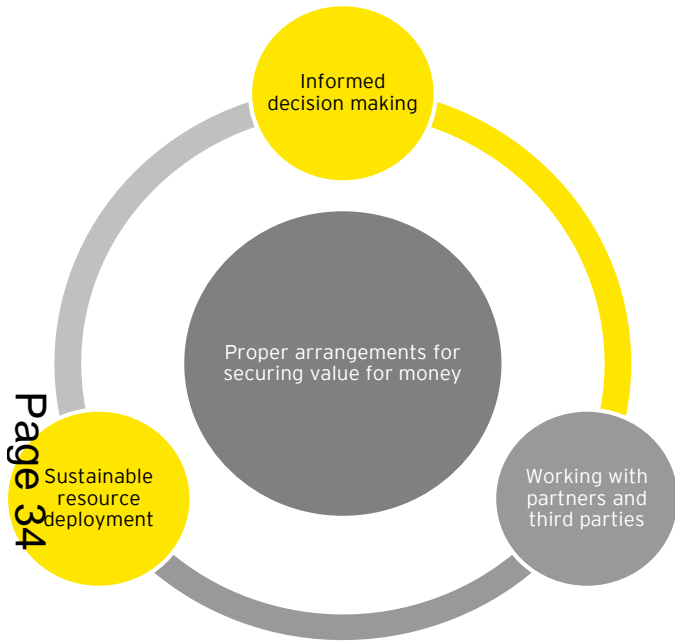 Informed
decision making
Proper arrangements for
securing value for money
Page 34
Sustainable
resource
deployment
Working with
partners and
third parties